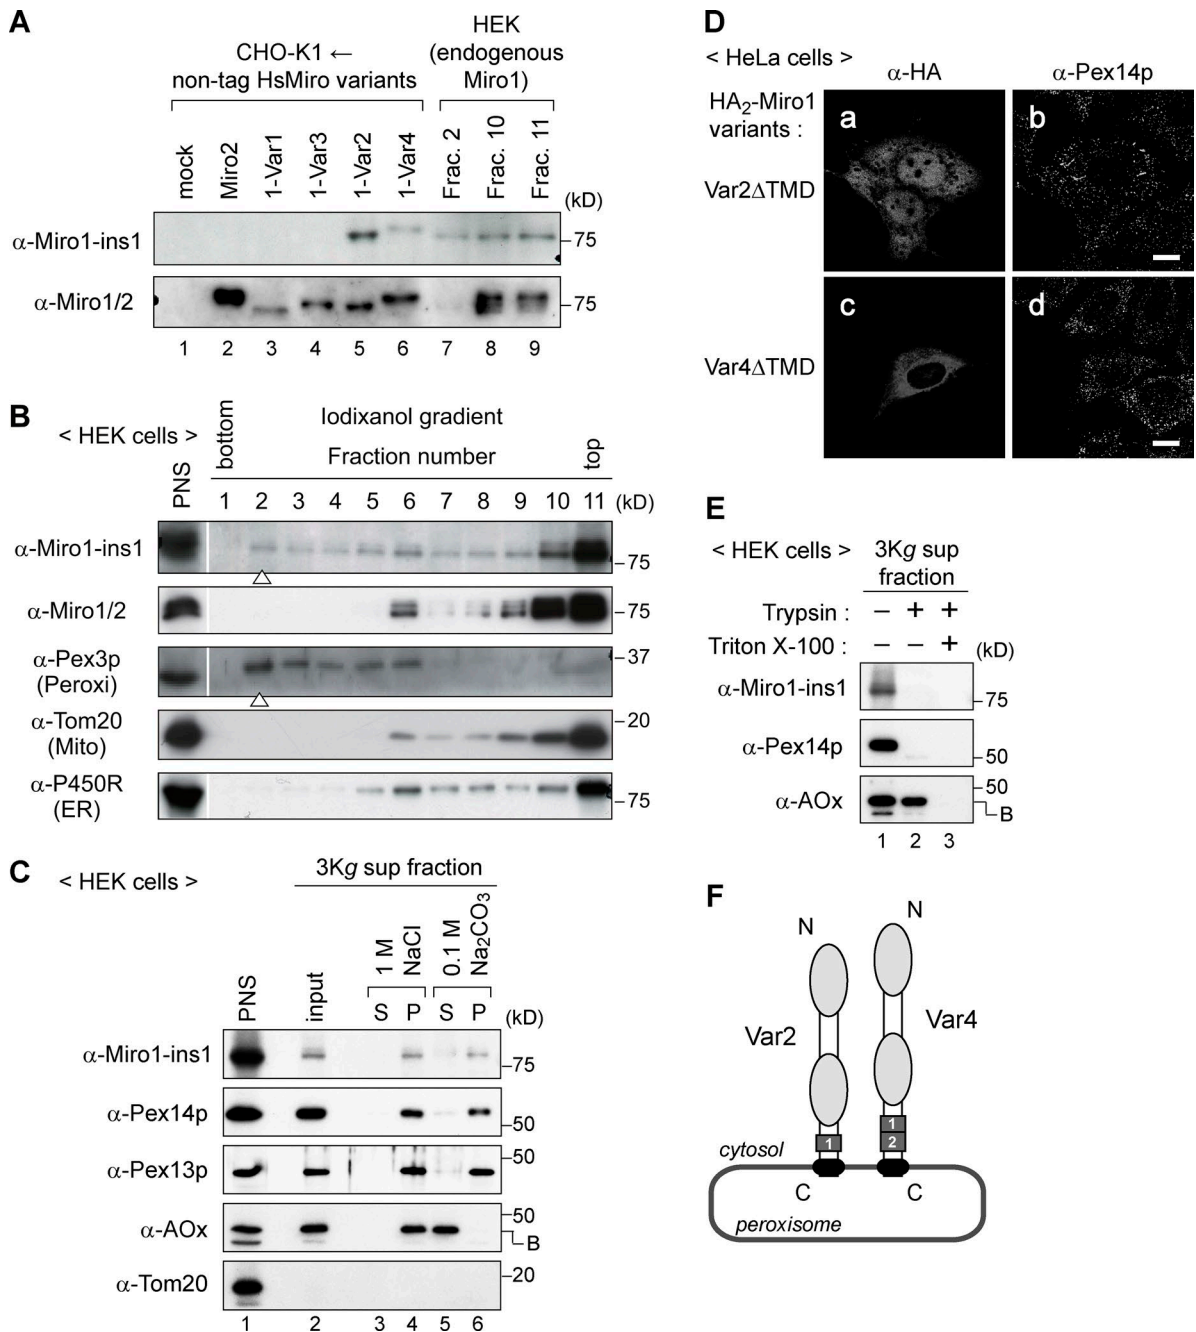 A
CHO-K1 ←
non-tag HsMiro variants
HEK
(endogenous
Miro1)
mock
Miro2
1-Var1
1-Var3
1-Var2
1-Var4
Frac. 2
Frac. 10
Frac. 11
(kD)
α-Miro1-ins1
75
α-Miro1/2
75
1 2 3 4 5 6 7 8 9
B
< HEK cells >
Iodixanol gradient
Fraction number
PNS
bottom
top
1 2 3 4 5 6 7 8 9 10 11 (kD)
α-Miro1-ins1
75
α-Miro1/2
75
α-Pex3p
(Peroxi)
37
α-Tom20
(Mito)
20
α-P450R
(ER)
75
C
< HEK cells >
3Kg sup fraction
PNS
input
1 M
NaCl
0.1 M
Na₂CO₃
S P S P (kD)
α-Miro1-ins1
75
α-Pex14p
50
α-Pex13p
50
α-AOx
50
B
α-Tom20
20
1 2 3 4 5 6
D
< HeLa cells >
α-HA
α-Pex14p
HA₂-Miro1
variants :
Var2ΔTMD
a
b
Var4ΔTMD
c
d
E
< HEK cells >
3Kg sup
fraction
Trypsin : – + +
Triton X-100 : – – + (kD)
α-Miro1-ins1
75
α-Pex14p
50
α-AOx
50
B
1 2 3
F
N
N
Var2
Var4
1
1
2
cytosol
C
C
peroxisome